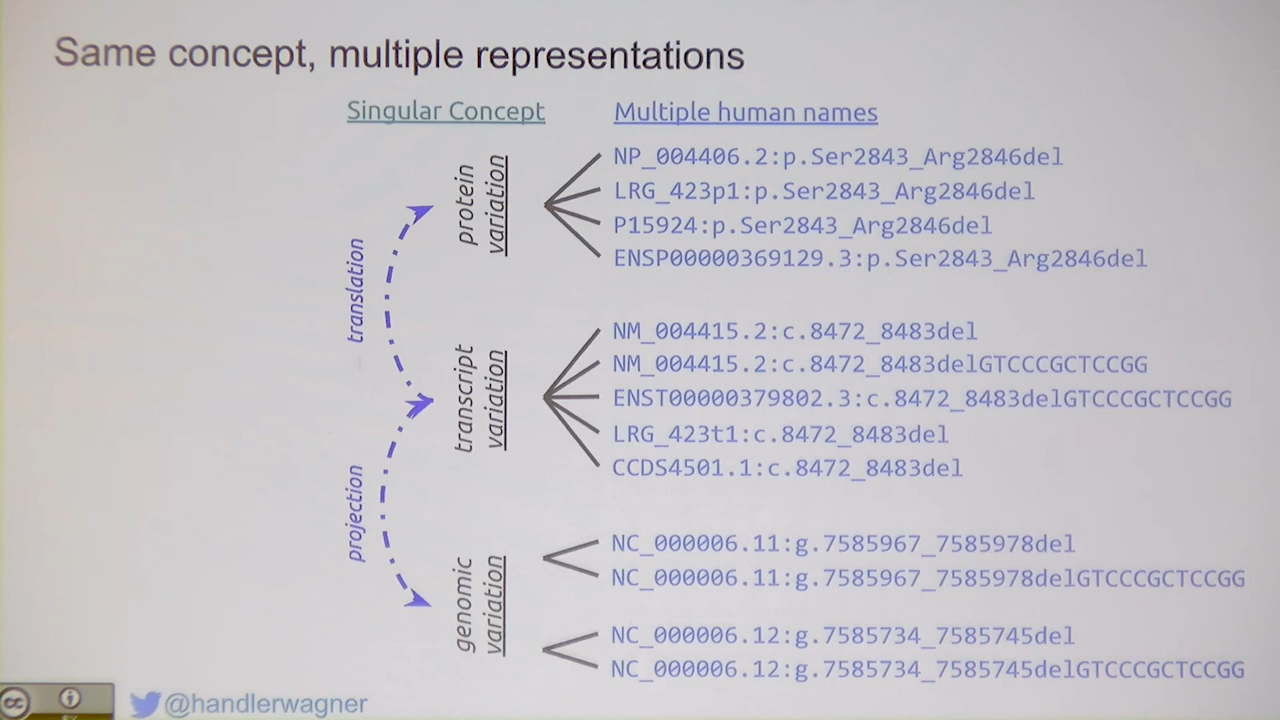 Same concept, multiple representations
Singular Concept
Multiple human names
protein
variation
NP_004406.2:p.Ser2843_Arg2846del
LRG_423p1:p.Ser2843_Arg2846del
P15924:p.Ser2843_Arg2846del
ENSP00000369129.3:p.Ser2843_Arg2846del
translation
transcript
variation
NM_004415.2:c.8472_8483del
NM_004415.2:c.8472_8483delGTCCCGCTCCGG
ENST00000379802.3:c.8472_8483delGTCCCGCTCCGG
LRG_423t1:c.8472_8483del
CCDS4501.1:c.8472_8483del
projection
genomic
variation
NC_000006.11:g.7585967_7585978del
NC_000006.11:g.7585967_7585978delGTCCCGCTCCGG
NC_000006.12:g.7585734_7585745del
NC_000006.12:g.7585734_7585745delGTCCCGCTCCGG
cc
@handlerwagner